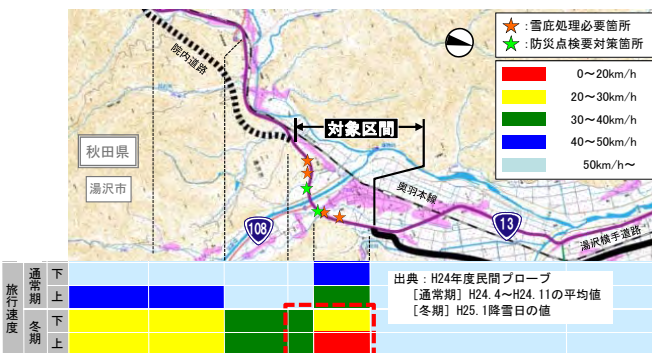 ★：雪庇処理必要箇所
★：防災点検要対策箇所
0～20km/h
20～30km/h
30～40km/h
40～50km/h
50km/h～
院内道路
対象区間
秋田県
湯沢市
奥羽本線
108
13
湯沢横手道路
旅行速度
通常期
下
上
冬期
下
上
出典：H24年度民間プローブ
［通常期］H24.4～H24.11の平均値
［冬期］H25.1降雪日の値